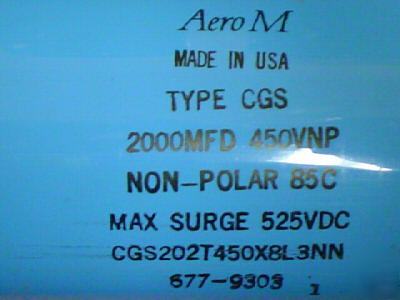 Aero M
MADE IN USA
TYPE CGS
2000MFD 450VNP
NON-POLAR 85C
MAX SURGE 525VDC
CGS202T450X8L3NN
677-9303 I